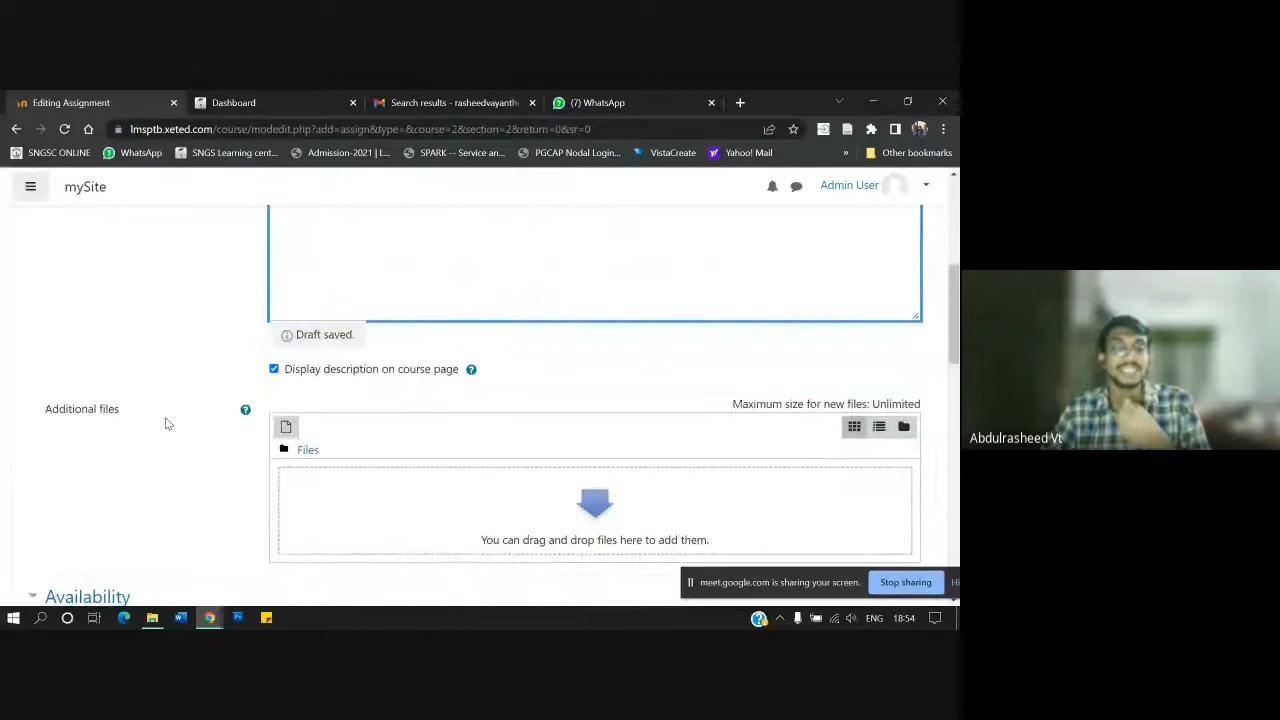 Editing Assignment
Dashboard
Search results - rasheedvayanth
(7) WhatsApp
lmsptb.xeted.com/course/modedit.php?add=assign&type=&course=2&section=2&return=0&sr=0
SNGSC ONLINE
WhatsApp
SNGS Learning cent...
Admission-2021 | L...
SPARK -- Service an...
PGCAP Nodal Login...
VistaCreate
Yahoo! Mail
»
Other bookmarks
mySite
Admin User
Draft saved.
Display description on course page
Additional files
Maximum size for new files: Unlimited
Files
You can drag and drop files here to add them.
meet.google.com is sharing your screen.
Stop sharing
Hi
Availability
ENG
18:54
Abdulrasheed Vt